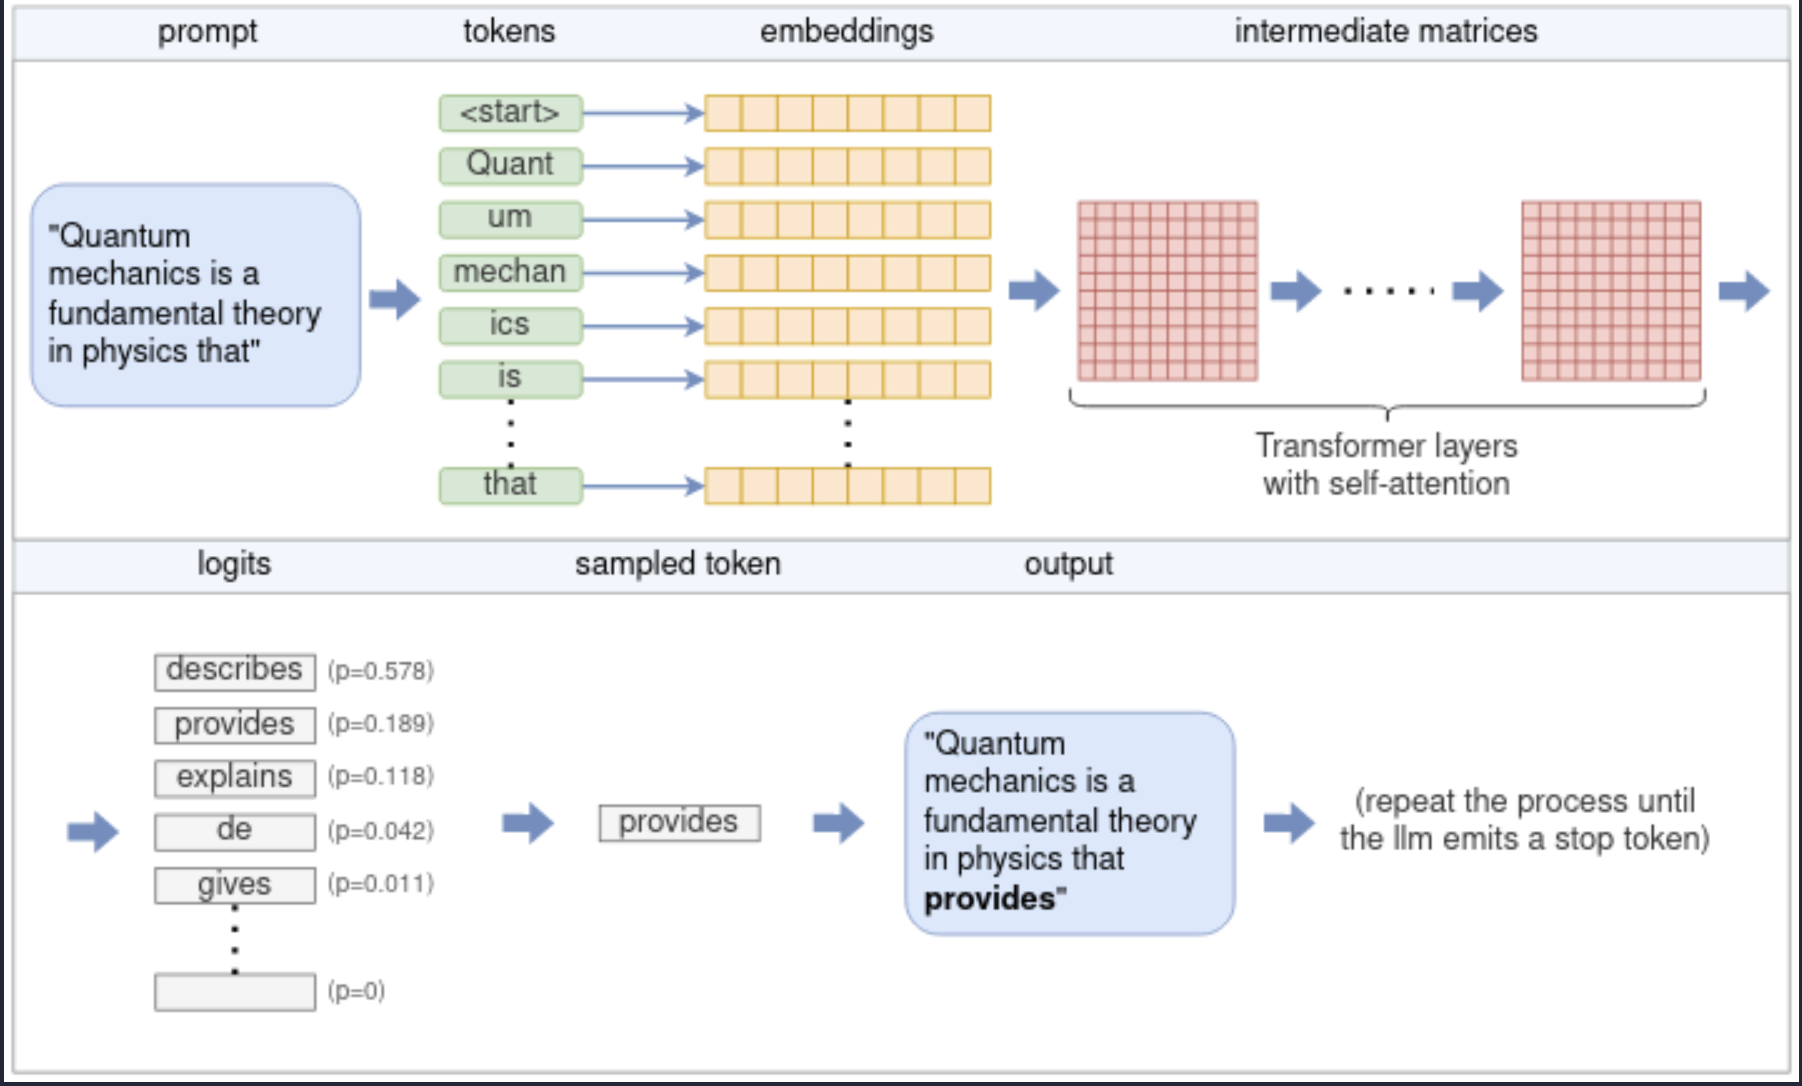 prompt tokens embeddings intermediate matrices
"Quantum
mechanics is a
fundamental theory
in physics that"
<start>
Quant
um
mechan
ics
is
that
Transformer layers
with self-attention
logits sampled token output
describes (p=0.578)
provides (p=0.189)
explains (p=0.118)
de (p=0.042)
gives (p=0.011)
(p=0)
provides
"Quantum
mechanics is a
fundamental theory
in physics that
provides"
(repeat the process until
the llm emits a stop token)